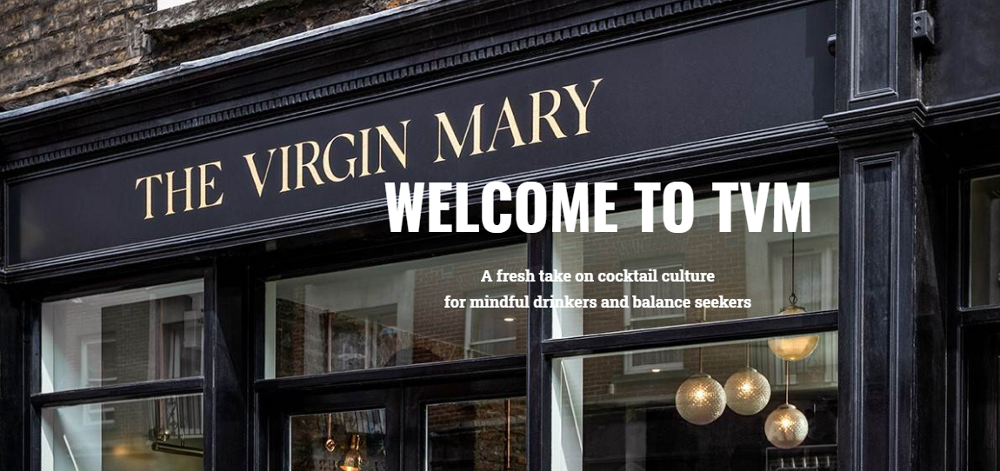 THE VIRGIN MARY
WELCOME TO TVM
A fresh take on cocktail culture
for mindful drinkers and balance seekers